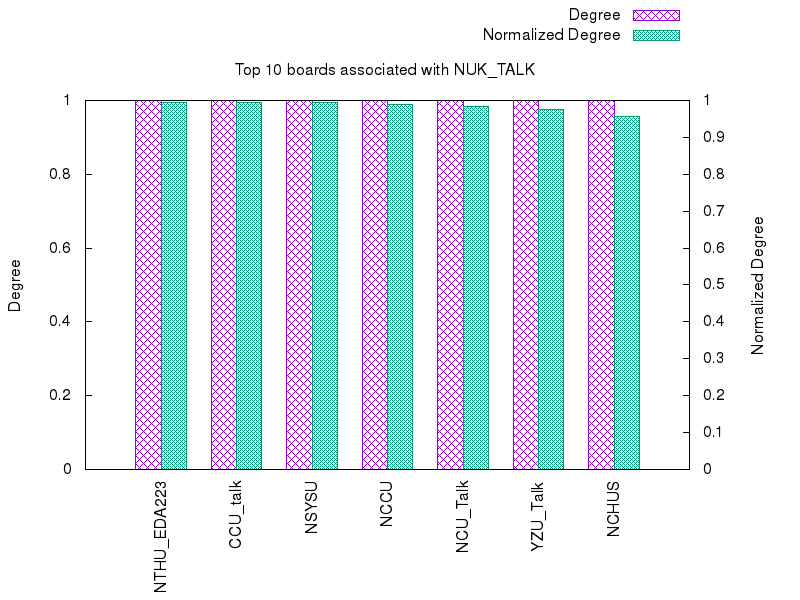 Degree
Normalized Degree
Top 10 boards associated with NUK_TALK
Degree
1
0.8
0.6
0.4
0.2
0
1
0.9
0.8
0.7
0.6
0.5
0.4
0.3
0.2
0.1
0
Normalized Degree
NTHU_EDA223
CCU_talk
NSYSU
NCCU
NCU_Talk
YZU_Talk
NCHUS